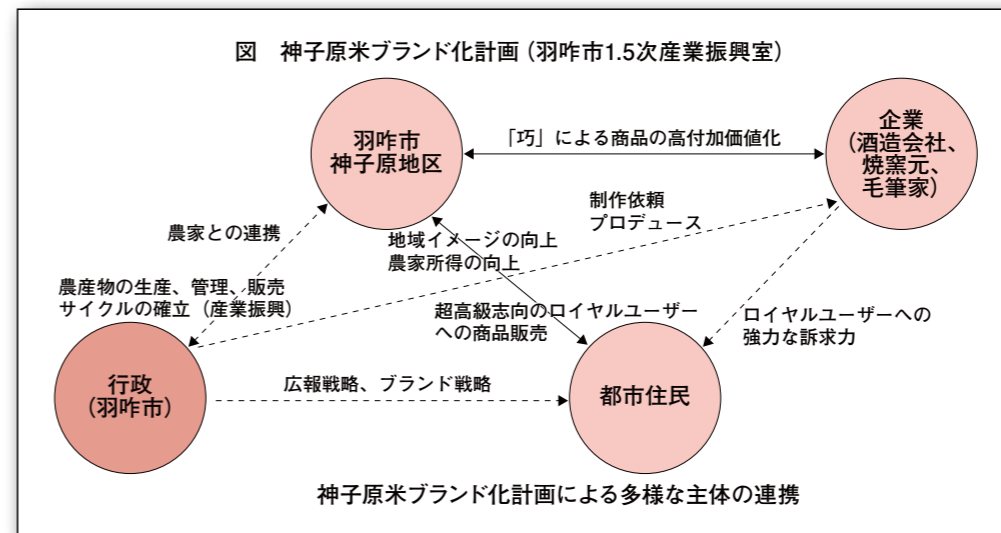 図 神子原米ブランド化計画（羽咋市1.5次産業振興室）
羽咋市
神子原地区
「巧」による商品の高付加価値化
企業
（酒造会社、
焼窯元、
毛筆家）
制作依頼
プロデュース
農家との連携
地域イメージの向上
農家所得の向上
農産物の生産、管理、販売
サイクルの確立（産業振興）
超高級志向のロイヤルユーザー
への商品販売
ロイヤルユーザーへの
強力な訴求力
行政
（羽咋市）
広報戦略、ブランド戦略
都市住民
神子原米ブランド化計画による多様な主体の連携